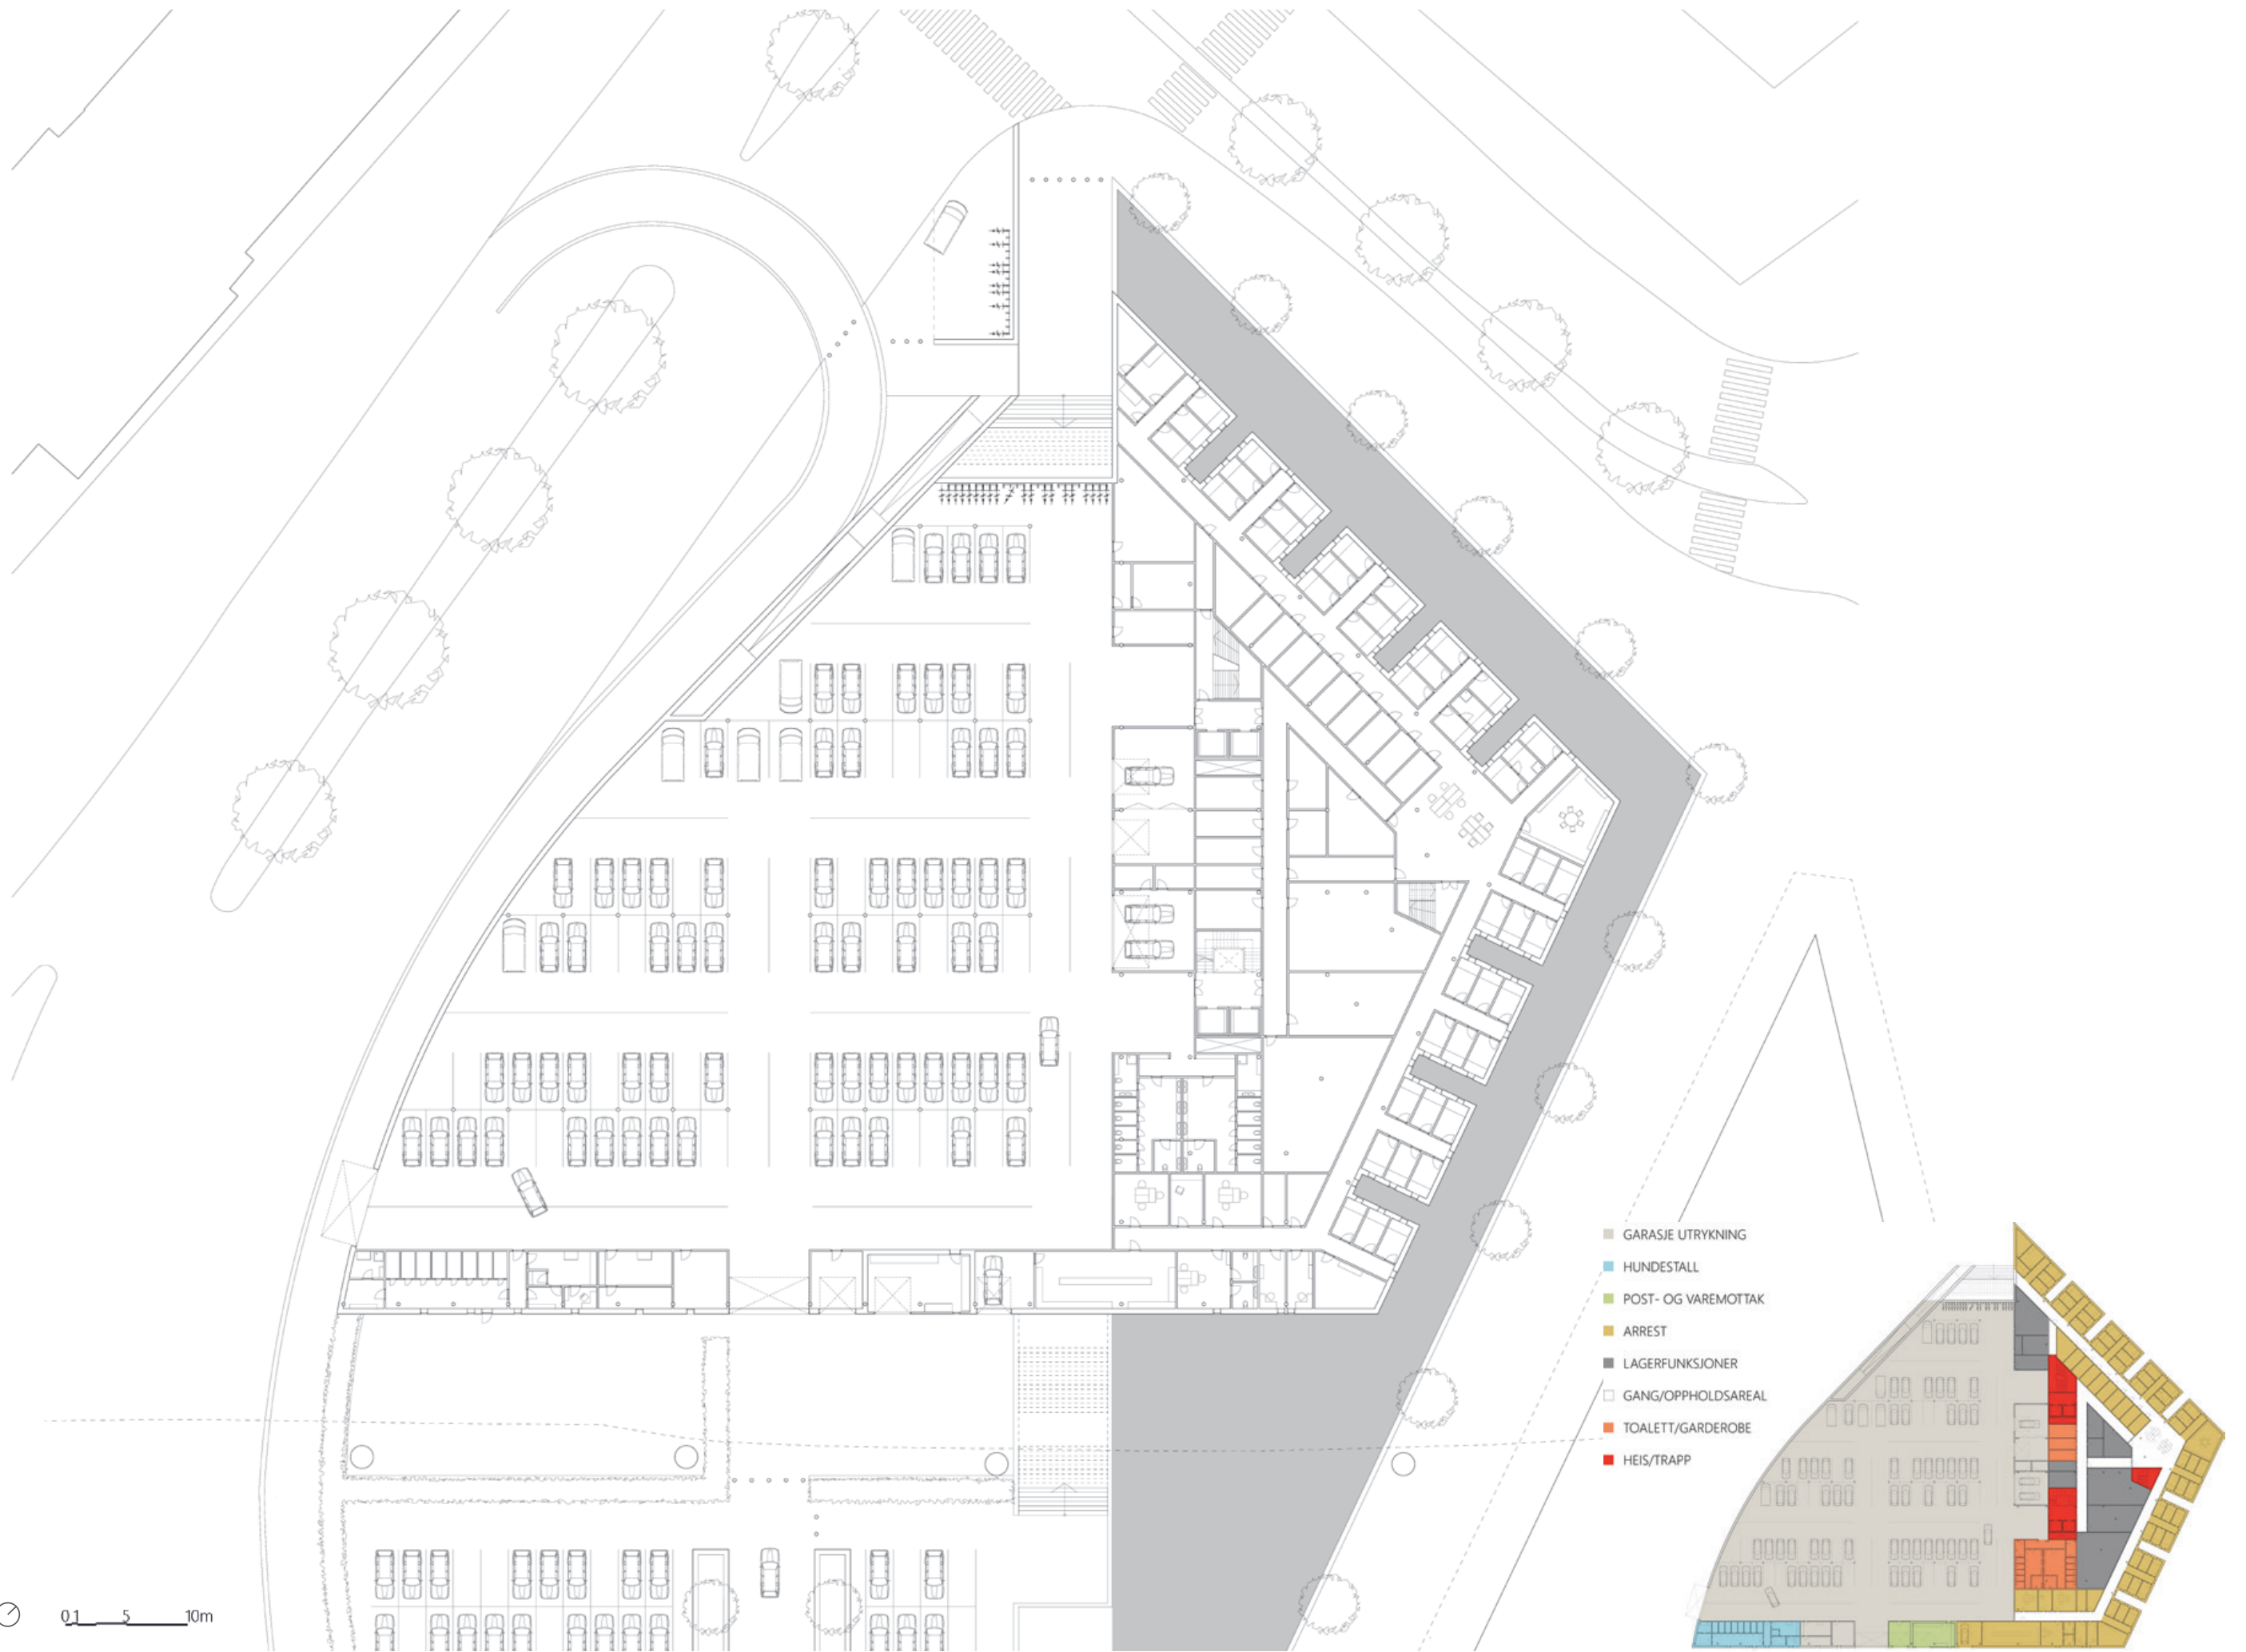 GARASJE UTRYKNING
HUNDESTALL
POST- OG VAREMOTTAK
ARREST
LAGERFUNKSJONER
GANG/OPPHOLDSAREAL
TOALETT/GARDEROBE
HEIS/TRAPP
0 1 5 10m